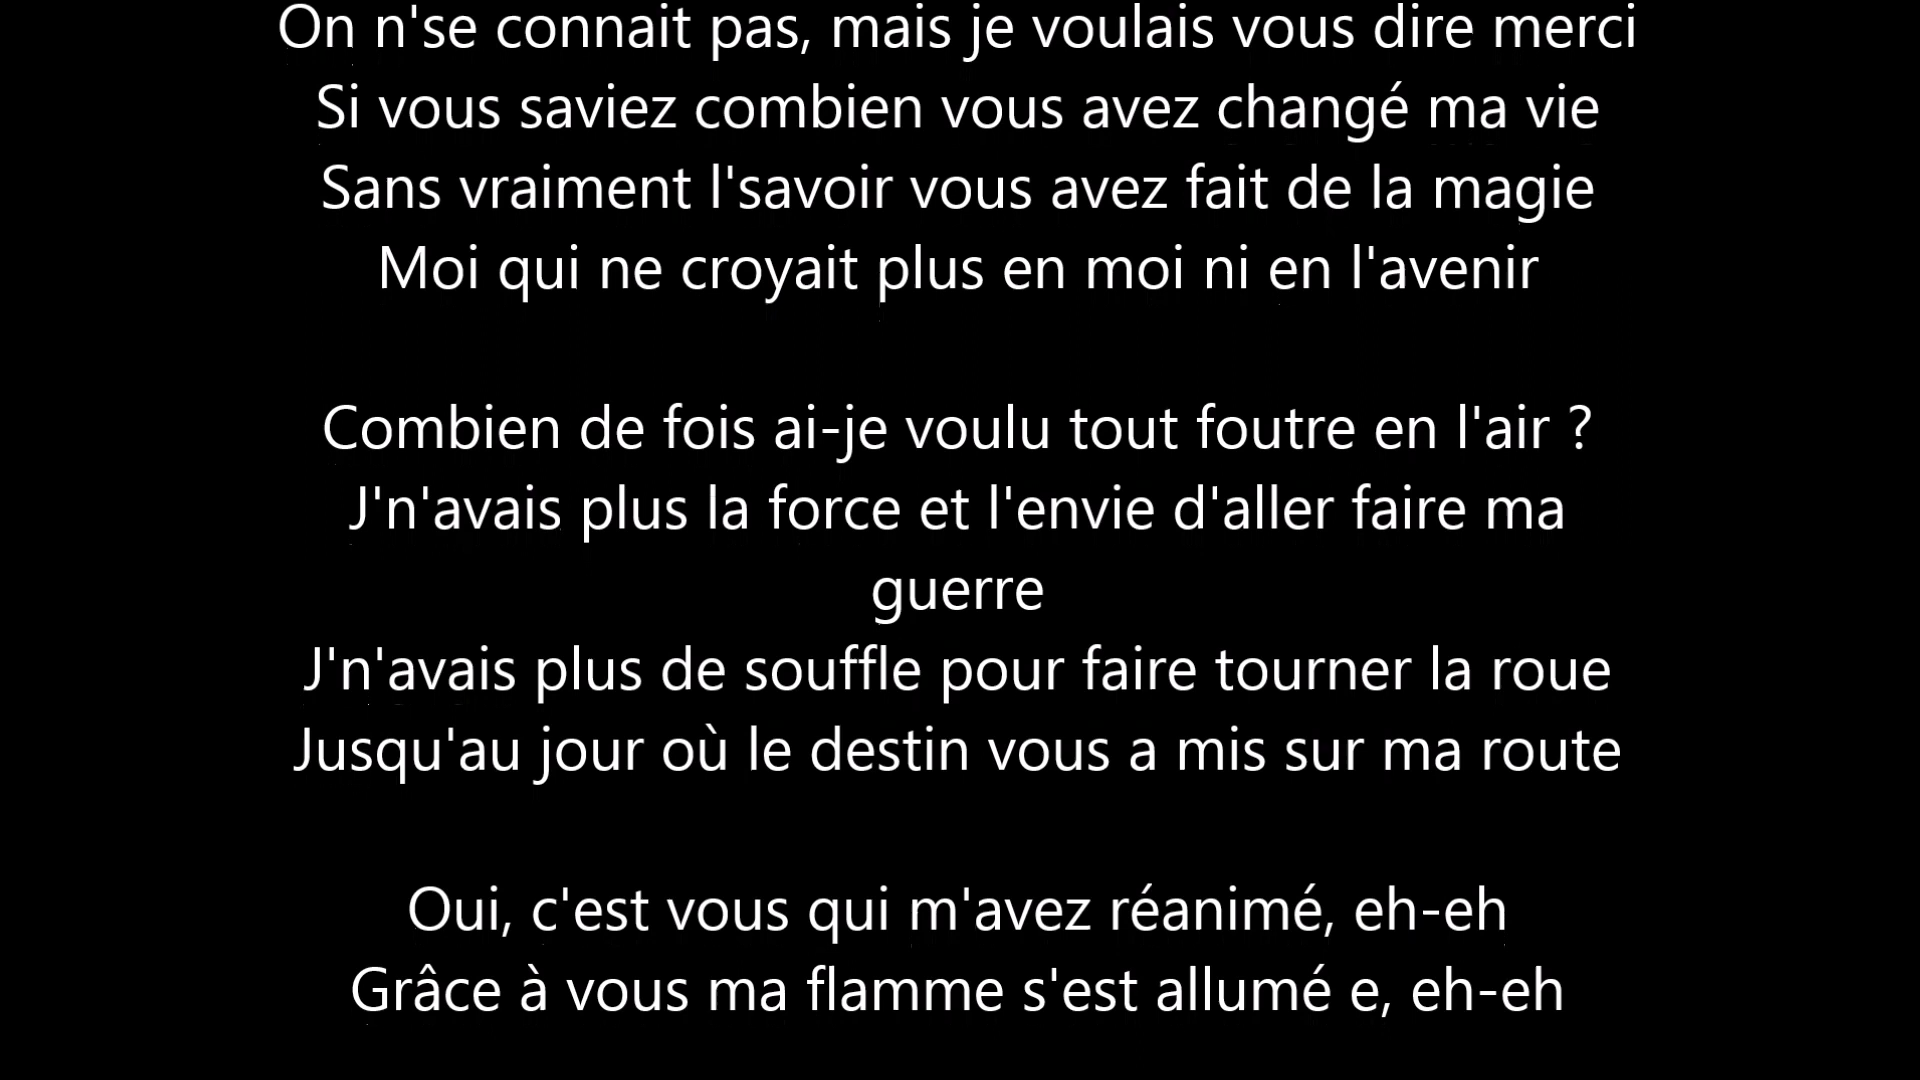 On n'se connait pas, mais je voulais vous dire merci
Si vous saviez combien vous avez changé ma vie
Sans vraiment l'savoir vous avez fait de la magie
Moi qui ne croyait plus en moi ni en l'avenir
Combien de fois ai-je voulu tout foutre en l'air ?
J'n'avais plus la force et l'envie d'aller faire ma
guerre
J'n'avais plus de souffle pour faire tourner la roue
Jusqu'au jour où le destin vous a mis sur ma route
Oui, c'est vous qui m'avez réanimé, eh-eh
Grâce à vous ma flamme s'est allumé e, eh-eh